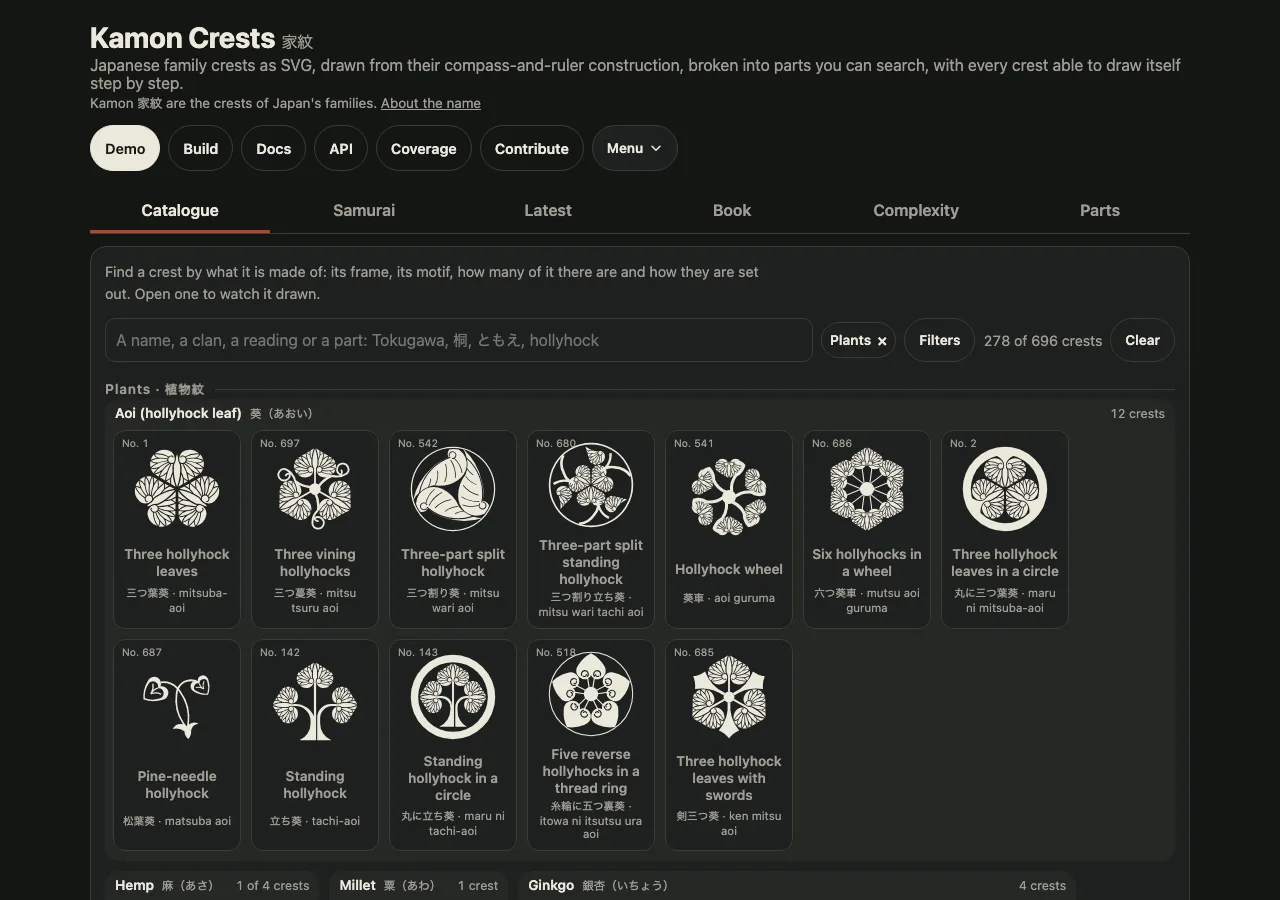 Kamon Crests 家紋
Japanese family crests as SVG, drawn from their compass-and-ruler construction, broken into parts you can search, with every crest able to draw itself
step by step.
Kamon 家紋 are the crests of Japan's families. About the name
Demo Build Docs API Coverage Contribute Menu
Catalogue Samurai Latest Book Complexity Parts
Find a crest by what it is made of: its frame, its motif, how many of it there are and how they are set
out. Open one to watch it drawn.
A name, a clan, a reading or a part: Tokugawa, 桐, ともえ, hollyhock
Plants × Filters 278 of 696 crests Clear
Plants · 植物紋
Aoi (hollyhock leaf) 葵（あおい） 12 crests
No. 1
Three hollyhock
leaves
三つ葉葵 · mitsuba-
aoi
No. 697
Three vining
hollyhocks
三つ蔓葵 · mitsu
tsuru aoi
No. 542
Three-part split
hollyhock
三つ割り葵 · mitsu
wari aoi
No. 680
Three-part split
standing
hollyhock
三つ割り立ち葵 ·
mitsu wari tachi aoi
No. 541
Hollyhock wheel
葵車 · aoi guruma
No. 686
Six hollyhocks in
a wheel
六つ葵車 · mutsu aoi
guruma
No. 2
Three hollyhock
leaves in a circle
丸に三つ葉葵 · maru
ni mitsuba-aoi
No. 687
Pine-needle
hollyhock
松葉葵 · matsuba aoi
No. 142
Standing
hollyhock
立ち葵 · tachi-aoi
No. 143
Standing
hollyhock in a
circle
丸に立ち葵 · maru ni
tachi-aoi
No. 518
Five reverse
hollyhocks in a
thread ring
糸輪に五つ裏葵 ·
itowa ni itsutsu ura
aoi
No. 685
Three hollyhock
leaves with
swords
剣三つ葵 · ken mitsu
aoi
Hemp 麻（あさ） 1 of 4 crests Millet 粟（あわ） 1 crest Ginkgo 銀杏（いちょう） 4 crests